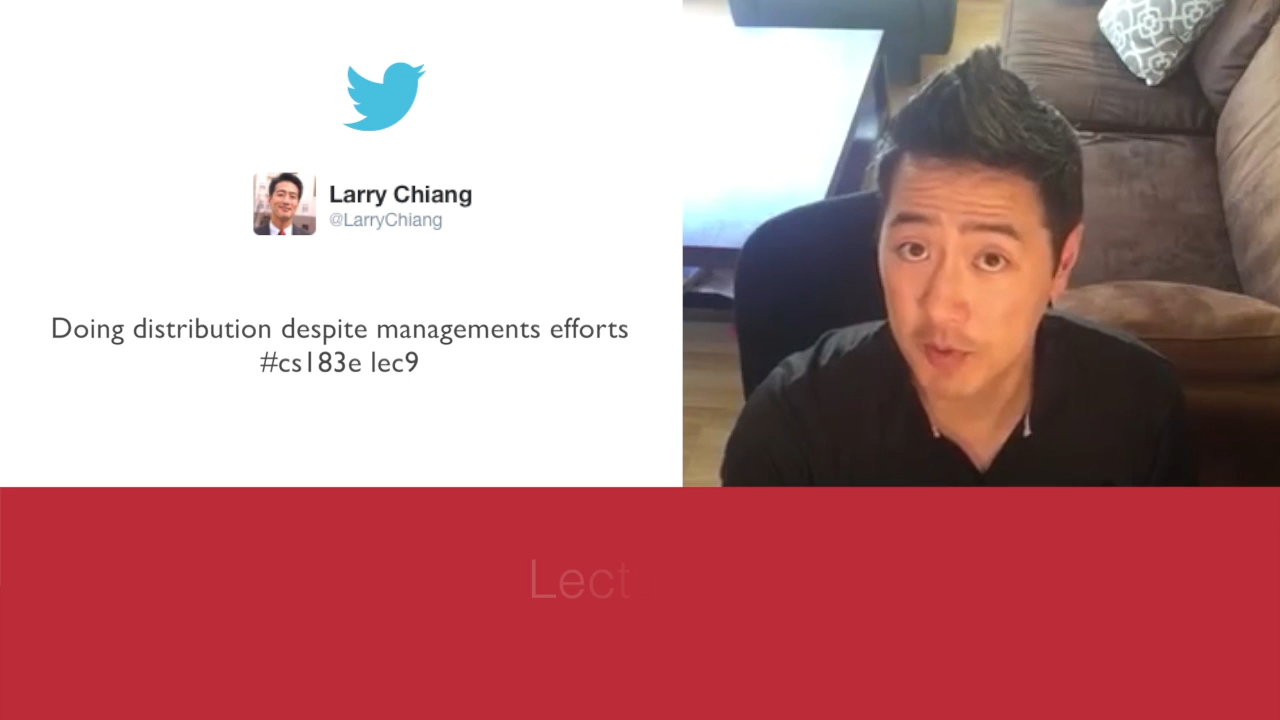 Larry Chiang
@LarryChiang
Doing distribution despite managements efforts
#cs183e lec9
Lect